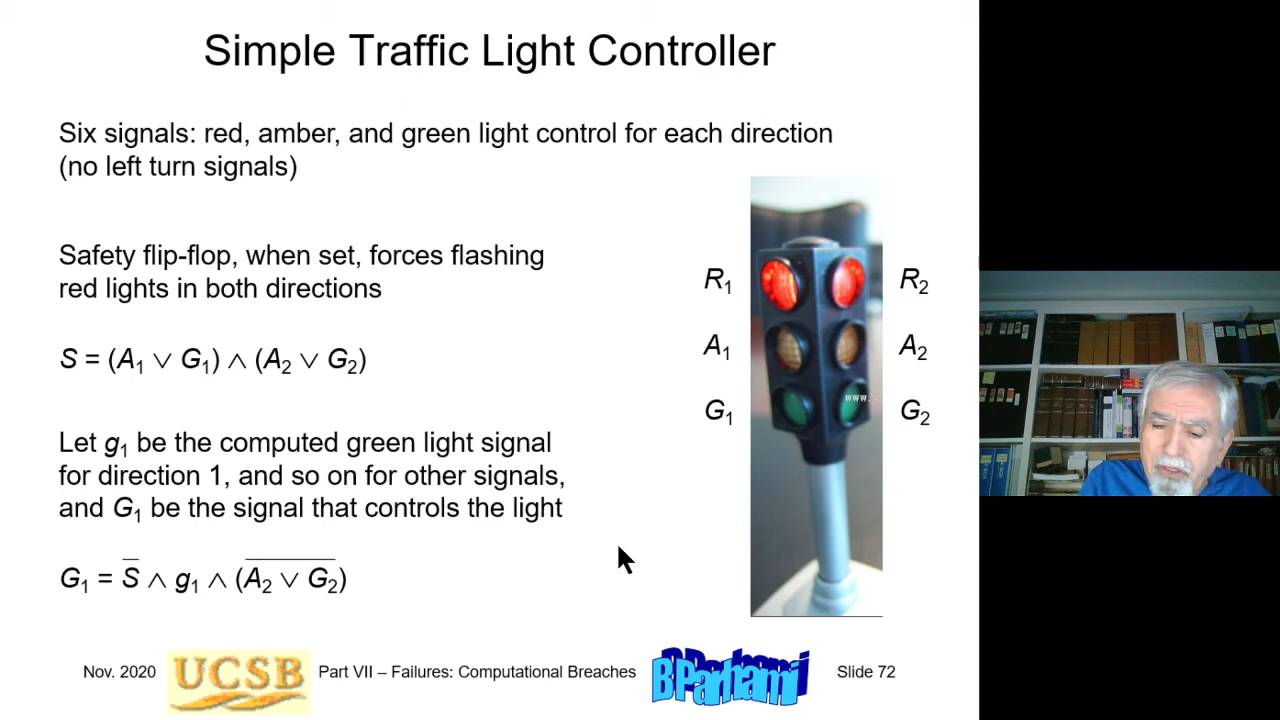 Simple Traffic Light Controller
Six signals: red, amber, and green light control for each direction
(no left turn signals)
Safety flip-flop, when set, forces flashing
red lights in both directions
S = (A₁ ∨ G₁) ∧ (A₂ ∨ G₂)
Let g₁ be the computed green light signal
for direction 1, and so on for other signals,
and G₁ be the signal that controls the light
G₁ = S̅ ∧ g₁ ∧ (A̅₂̅ ̅∨̅ ̅G̅₂̅)
R₁
R₂
A₁
A₂
www.
G₁
G₂
Nov. 2020
UCSB
Part VII – Failures: Computational Breaches
B Parhami
Slide 72